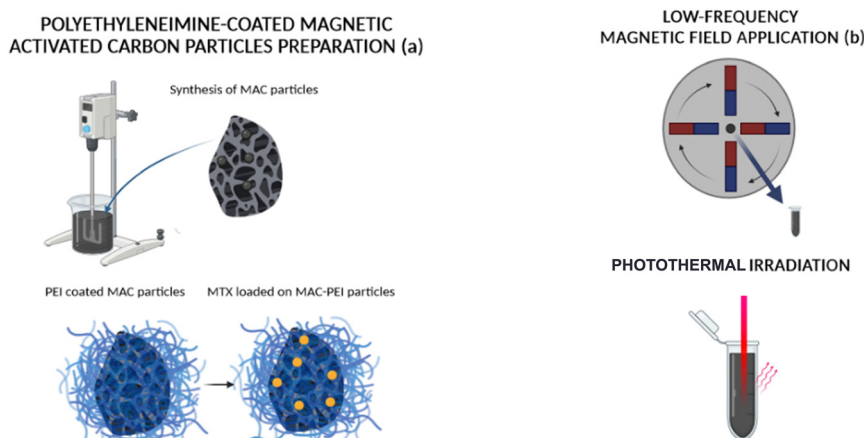 POLYETHYLENEIMINE-COATED MAGNETIC
ACTIVATED CARBON PARTICLES PREPARATION (a)
Synthesis of MAC particles
PEI coated MAC particles
MTX loaded on MAC-PEI particles
LOW-FREQUENCY
MAGNETIC FIELD APPLICATION (b)
PHOTOTHERMAL IRRADIATION